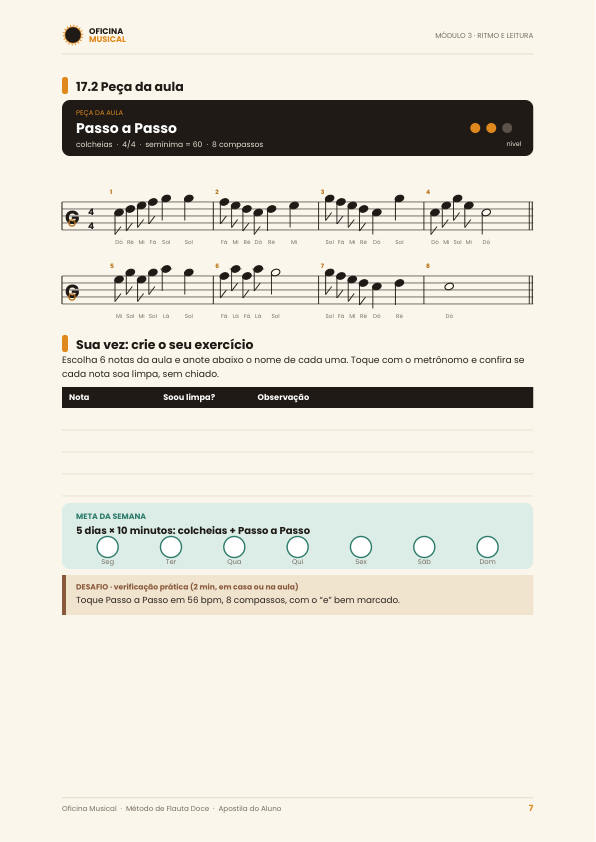 OFICINA
MUSICAL
MÓDULO 3 · RITMO E LEITURA
17.2 Peça da aula
PEÇA DA AULA
Passo a Passo
colcheias · 4/4 · semínima = 60 · 8 compassos
nível
1 2 3 4
G 4 4
Dó Ré Mi Fá Sol Sol Fá Mi Ré Dó Ré Mi Sol Fá Mi Ré Dó Sol Dó Mi Sol Mi Dó
5 6 7 8
G
Mi Sol Mi Sol Lá Sol Fá Lá Fá Lá Sol Sol Fá Mi Ré Dó Ré Dó
Sua vez: crie o seu exercício
Escolha 6 notas da aula e anote abaixo o nome de cada uma. Toque com o metrônomo e confira se
cada nota soa limpa, sem chiado.
Nota Soou limpa? Observação
META DA SEMANA
5 dias × 10 minutos: colcheias + Passo a Passo
Seg Ter Qua Qui Sex Sáb Dom
DESAFIO · verificação prática (2 min, em casa ou na aula)
Toque Passo a Passo em 56 bpm, 8 compassos, com o “e” bem marcado.
Oficina Musical · Método de Flauta Doce · Apostila do Aluno
7